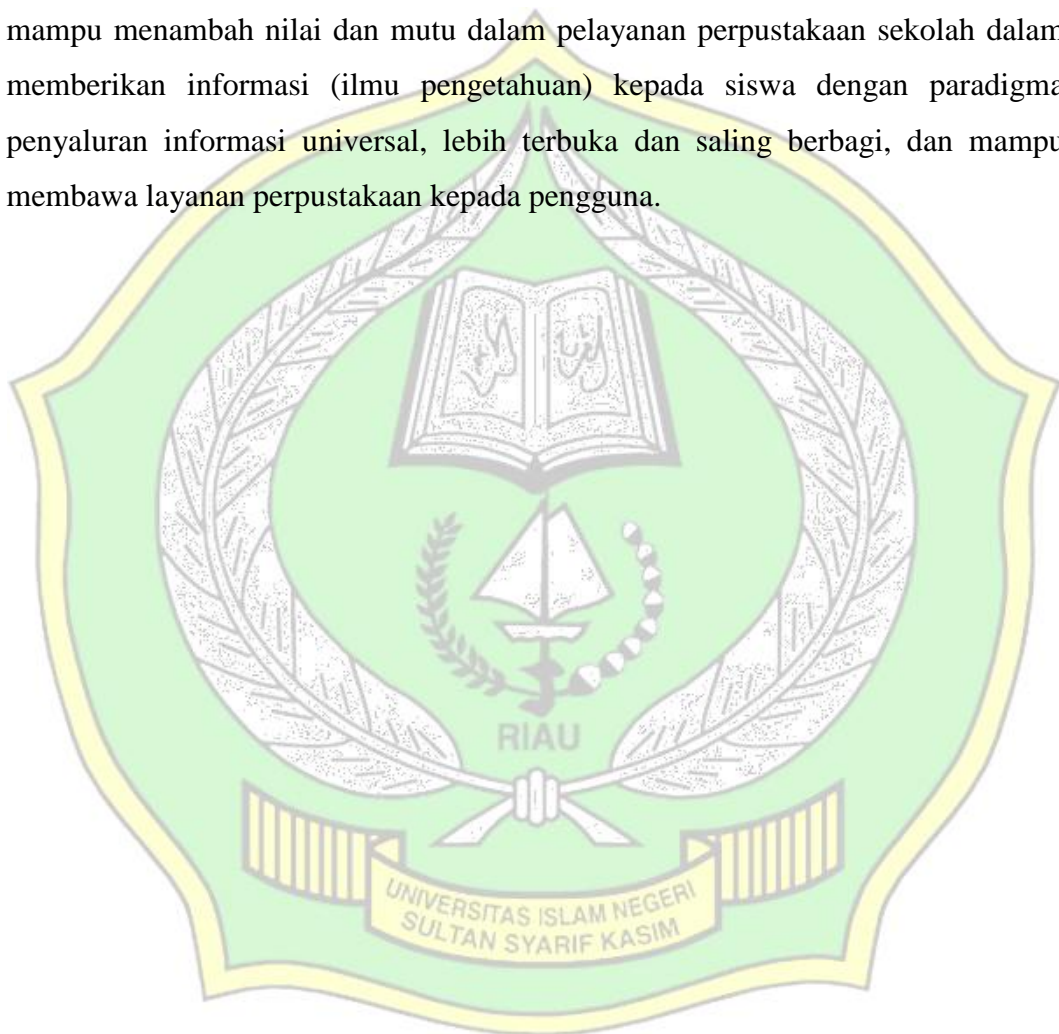 mampu menambah nilai dan mutu dalam pelayanan perpustakaan sekolah dalam
memberikan informasi (ilmu pengetahuan) kepada siswa dengan paradigma
penyaluran informasi universal, lebih terbuka dan saling berbagi, dan mampu
membawa layanan perpustakaan kepada pengguna.
RIAU
UNIVERSITAS ISLAM NEGERI
SULTAN SYARIF KASIM